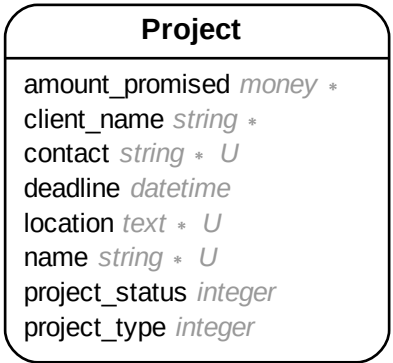 Project
amount_promised money *
client_name string *
contact string * U
deadline datetime
location text * U
name string * U
project_status integer
project_type integer